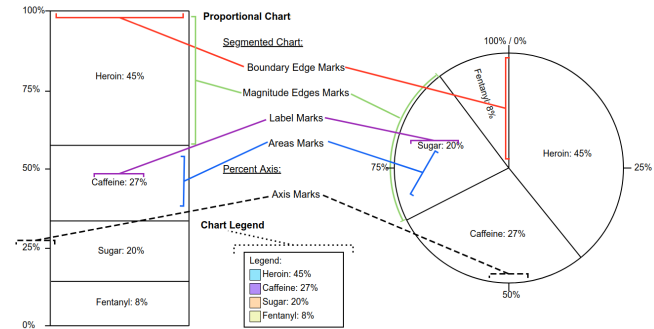 100%
Proportional Chart
Segmented Chart:
100% / 0%
Boundary Edge Marks
Heroin: 45%
Fentanyl: 8%
75%
Magnitude Edges Marks
Label Marks
Areas Marks
Sugar: 20%
Heroin: 45%
50%
Percent Axis:
75%
25%
Caffeine: 27%
Axis Marks
Chart Legend
Caffeine: 27%
25%
Sugar: 20%
Legend:
Heroin: 45%
Caffeine: 27%
Sugar: 20%
Fentanyl: 8%
50%
Fentanyl: 8%
0%